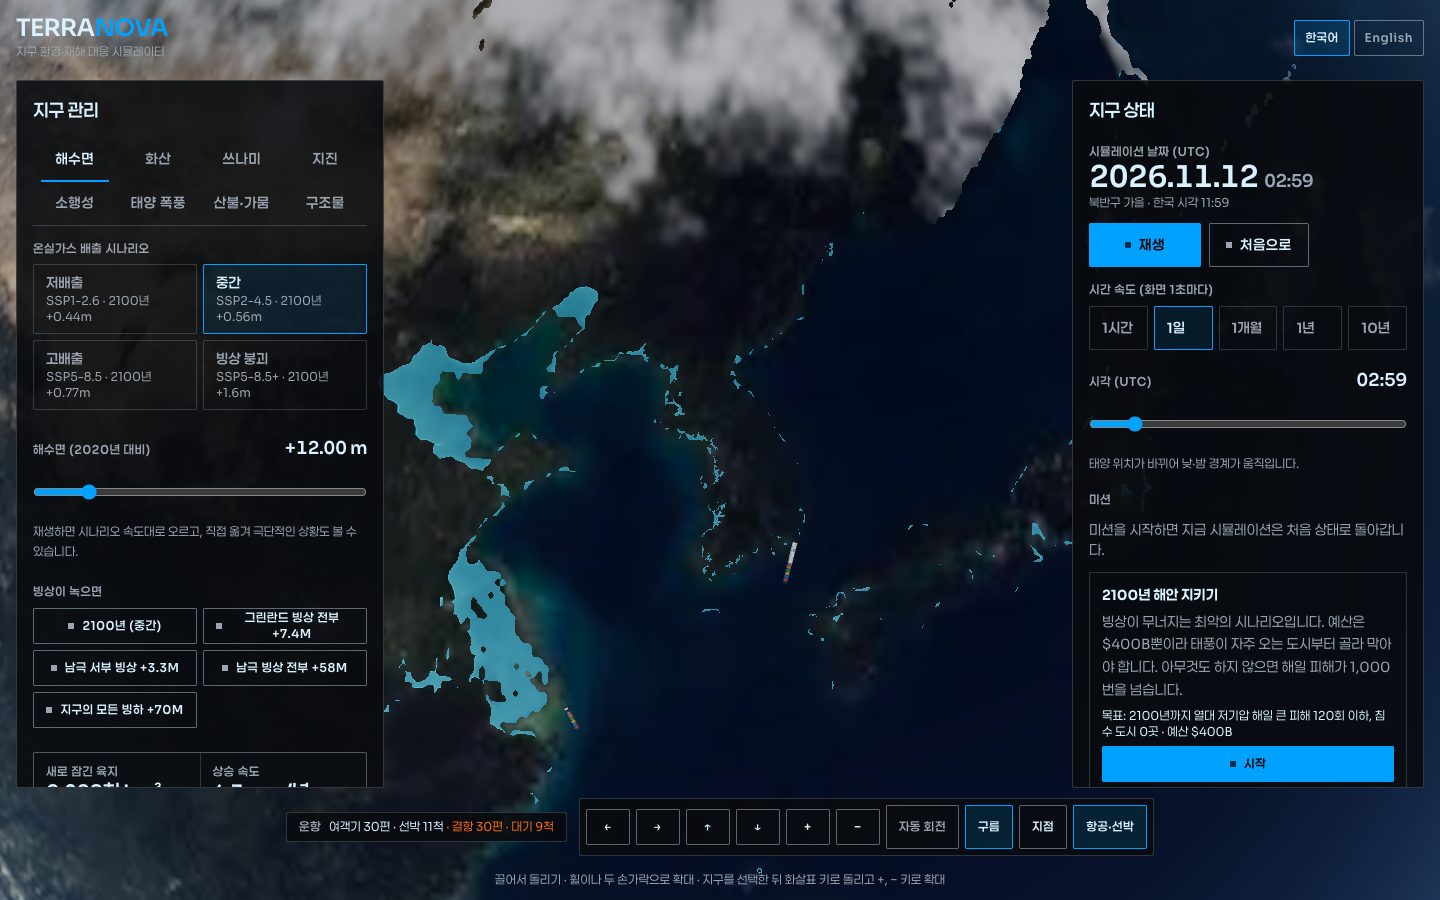 TERRANOVA
지구 환경·재해 대응 시뮬레이터
한국어
English
지구 관리
해수면
화산
쓰나미
지진
소행성
태양 폭풍
산불·가뭄
구조물
온실가스 배출 시나리오
저배출
SSP1-2.6 · 2100년
+0.44m
중간
SSP2-4.5 · 2100년
+0.56m
고배출
SSP5-8.5 · 2100년
+0.77m
빙상 붕괴
SSP5-8.5+ · 2100년
+1.6m
해수면 (2020년 대비)
+12.00 m
재생하면 시나리오 속도대로 오르고, 직접 옮겨 극단적인 상황도 볼 수
있습니다.
빙상이 녹으면
2100년 (중간)
그린란드 빙상 전부
+7.4M
남극 서부 빙상 +3.3M
남극 빙상 전부 +58M
지구의 모든 빙하 +70M
새로 잠긴 육지
상승 속도
지구 상태
시뮬레이션 날짜 (UTC)
2026.11.12 02:59
북반구 가을 · 한국 시각 11:59
재생
처음으로
시간 속도 (화면 1초마다)
1시간
1일
1개월
1년
10년
시각 (UTC)
02:59
태양 위치가 바뀌어 낮·밤 경계가 움직입니다.
미션
미션을 시작하면 지금 시뮬레이션은 처음 상태로 돌아갑니
다.
2100년 해안 지키기
빙상이 무너지는 최악의 시나리오입니다. 예산은
$400B뿐이라 태풍이 자주 오는 도시부터 골라 막아
야 합니다. 아무것도 하지 않으면 해일 피해가 1,000
번을 넘습니다.
목표: 2100년까지 열대 저기압 해일 큰 피해 120회 이하, 침
수 도시 0곳 · 예산 $400B
시작
운항 여객기 30편 · 선박 11척 · 결항 30편 · 대기 9척
←
→
↑
↓
+
−
자동 회전
구름
지점
항공·선박
끌어서 돌리기 · 휠이나 두 손가락으로 확대 · 지구를 선택한 뒤 화살표 키로 돌리고 +, − 키로 확대